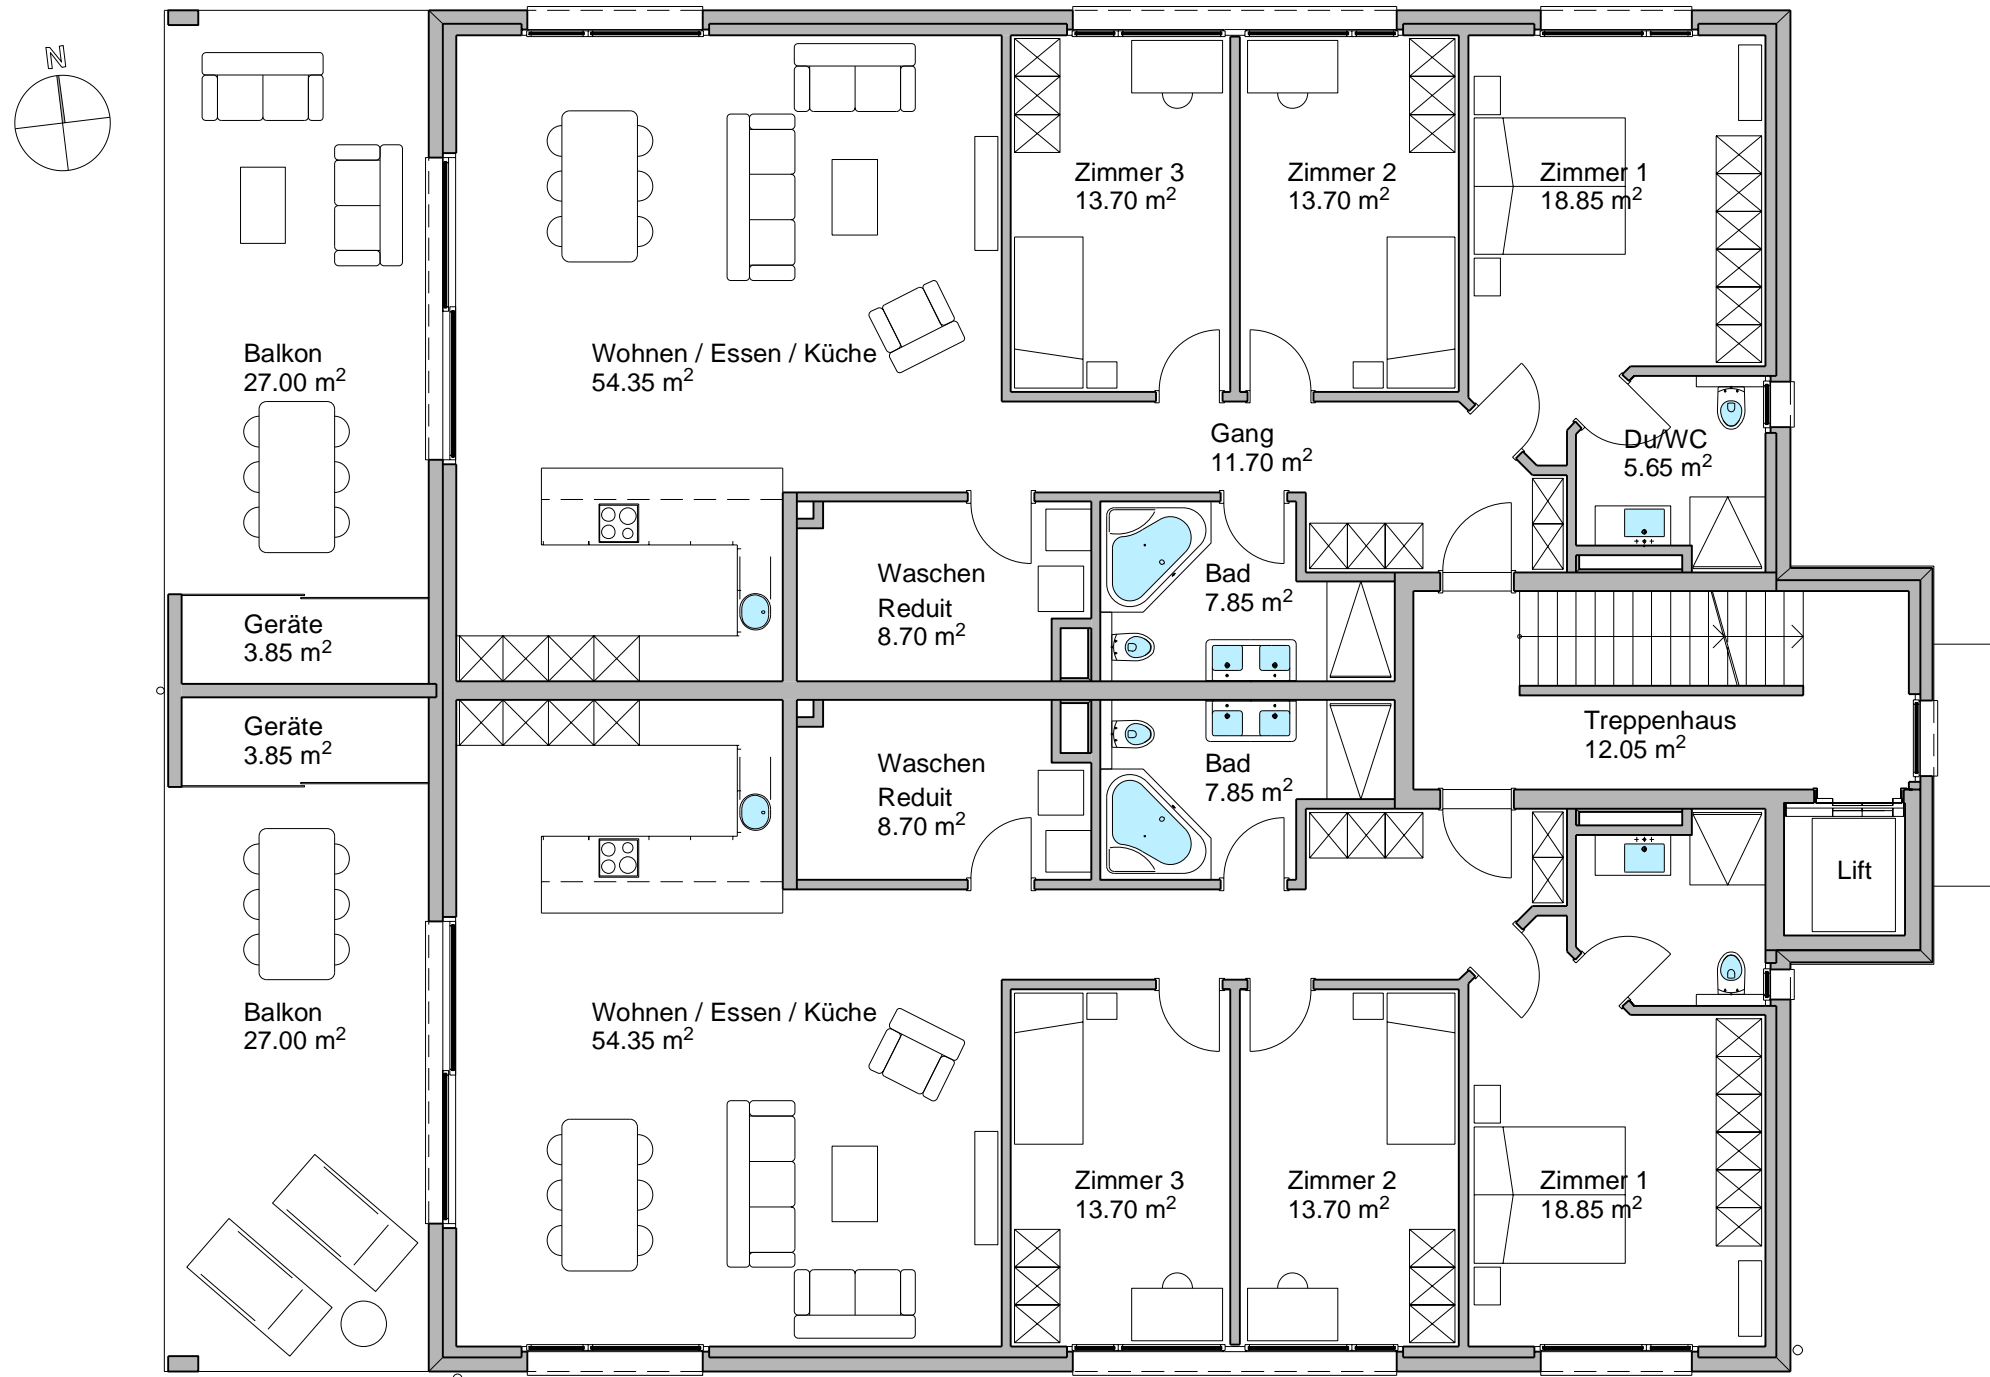 N
Zimmer 3
13.70 m²
Zimmer 2
13.70 m²
Zimmer 1
18.85 m²
Balkon
27.00 m²
Wohnen / Essen / Küche
54.35 m²
Gang
11.70 m²
Du/WC
5.65 m²
Waschen
Reduit
8.70 m²
Bad
7.85 m²
Geräte
3.85 m²
Geräte
3.85 m²
Treppenhaus
12.05 m²
Waschen
Reduit
8.70 m²
Bad
7.85 m²
Lift
Balkon
27.00 m²
Wohnen / Essen / Küche
54.35 m²
Zimmer 3
13.70 m²
Zimmer 2
13.70 m²
Zimmer 1
18.85 m²